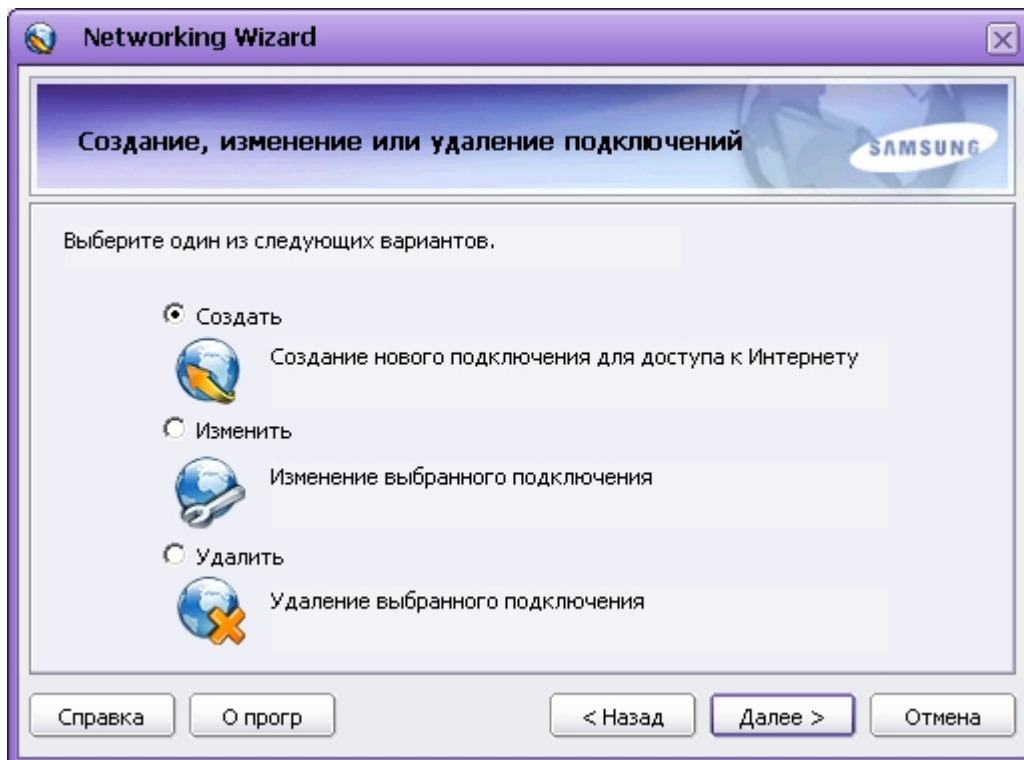 Networking Wizard
Создание, изменение или удаление подключений
SAMSUNG
Выберите один из следующих вариантов.
Создать
Создание нового подключения для доступа к Интернету
Изменить
Изменение выбранного подключения
Удалить
Удаление выбранного подключения
Справка О прогр < Назад Далее > Отмена